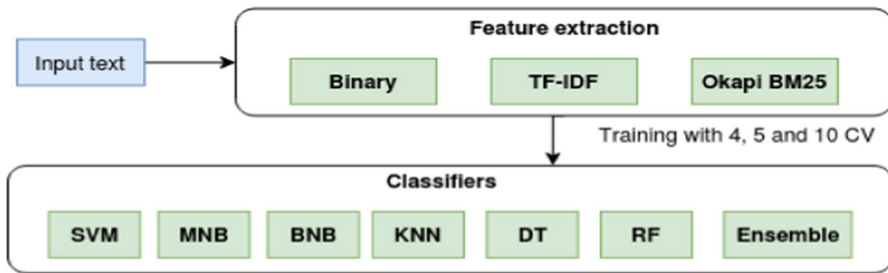 Feature extraction
Input text
Binary
TF-IDF
Okapi BM25
Training with 4, 5 and 10 CV
Classifiers
SVM
MNB
BNB
KNN
DT
RF
Ensemble